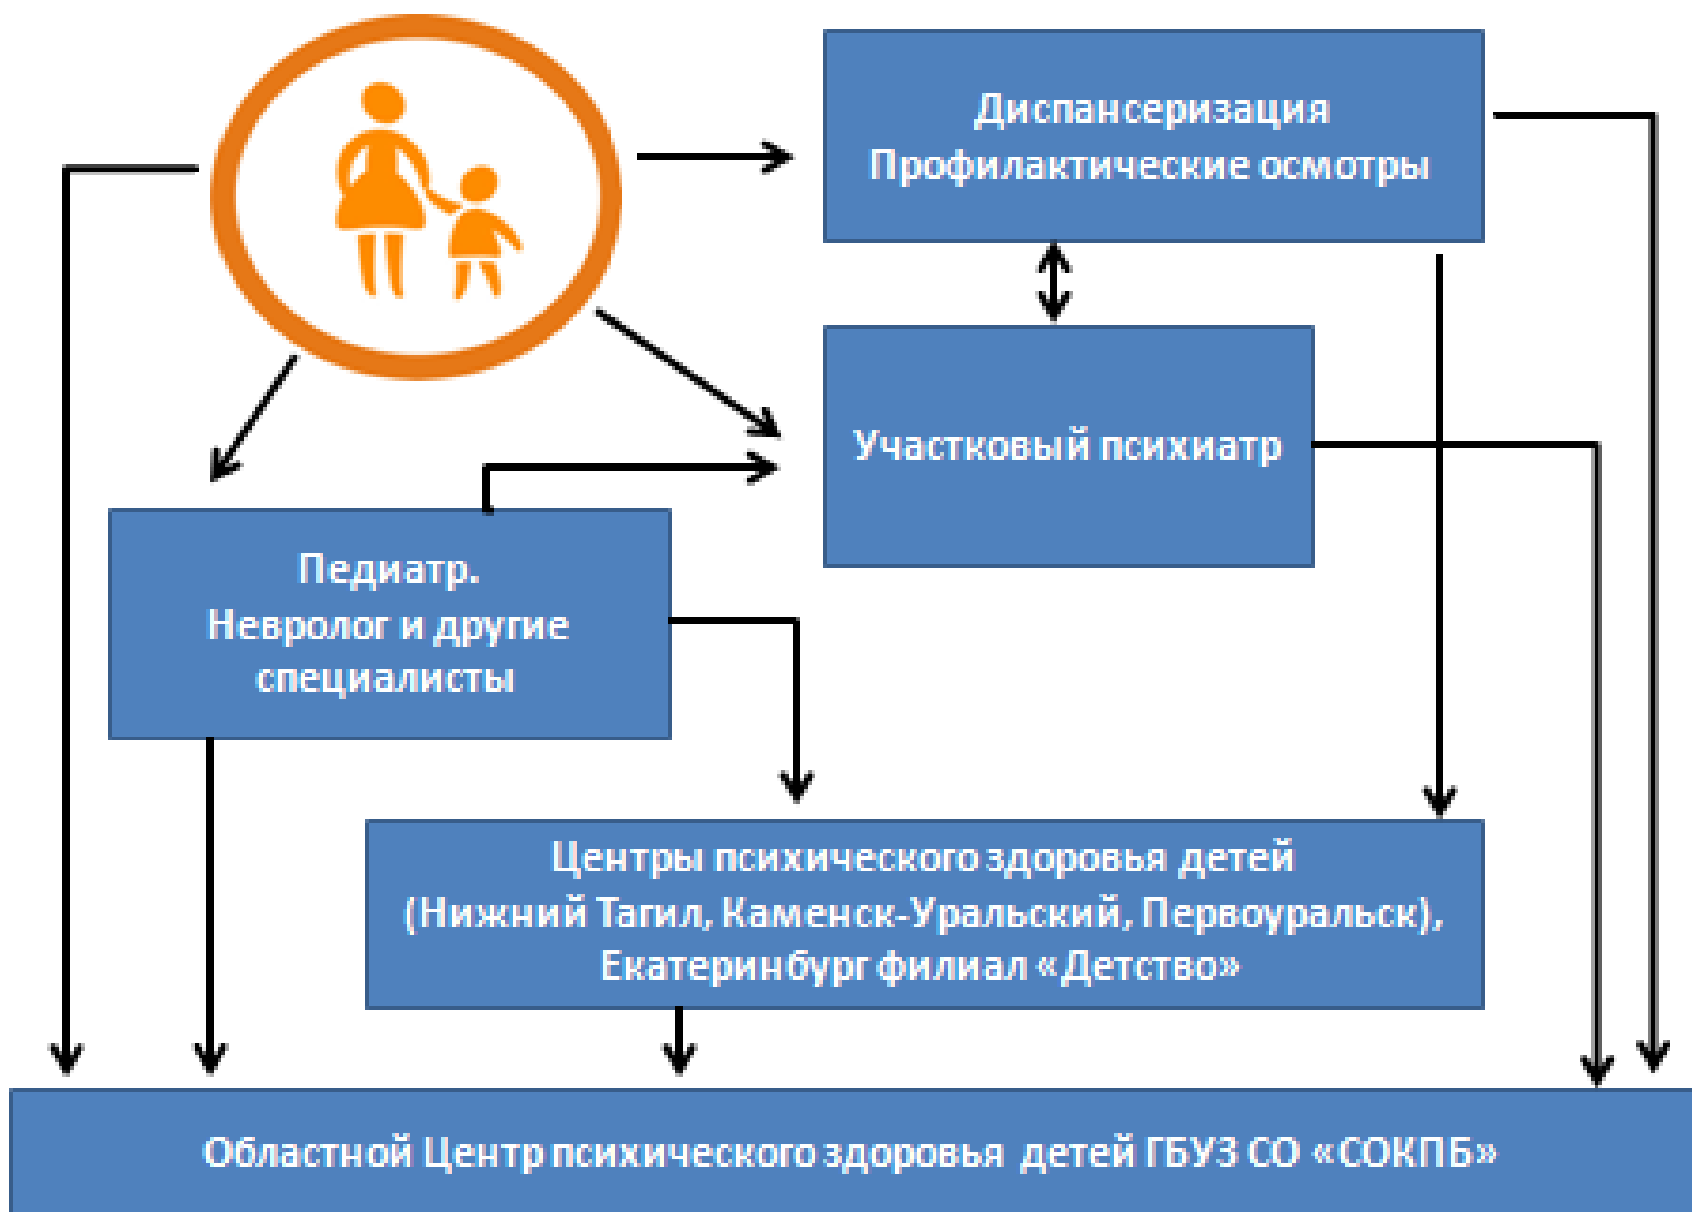 Диспансеризация
Профилактические осмотры
Участковый психиатр
Педиатр.
Невролог и другие
специалисты
Центры психического здоровья детей
(Нижний Тагил, Каменск-Уральский, Первоуральск),
Екатеринбург филиал «Детство»
Областной Центр психического здоровья детей ГБУЗ СО «СОКПБ»